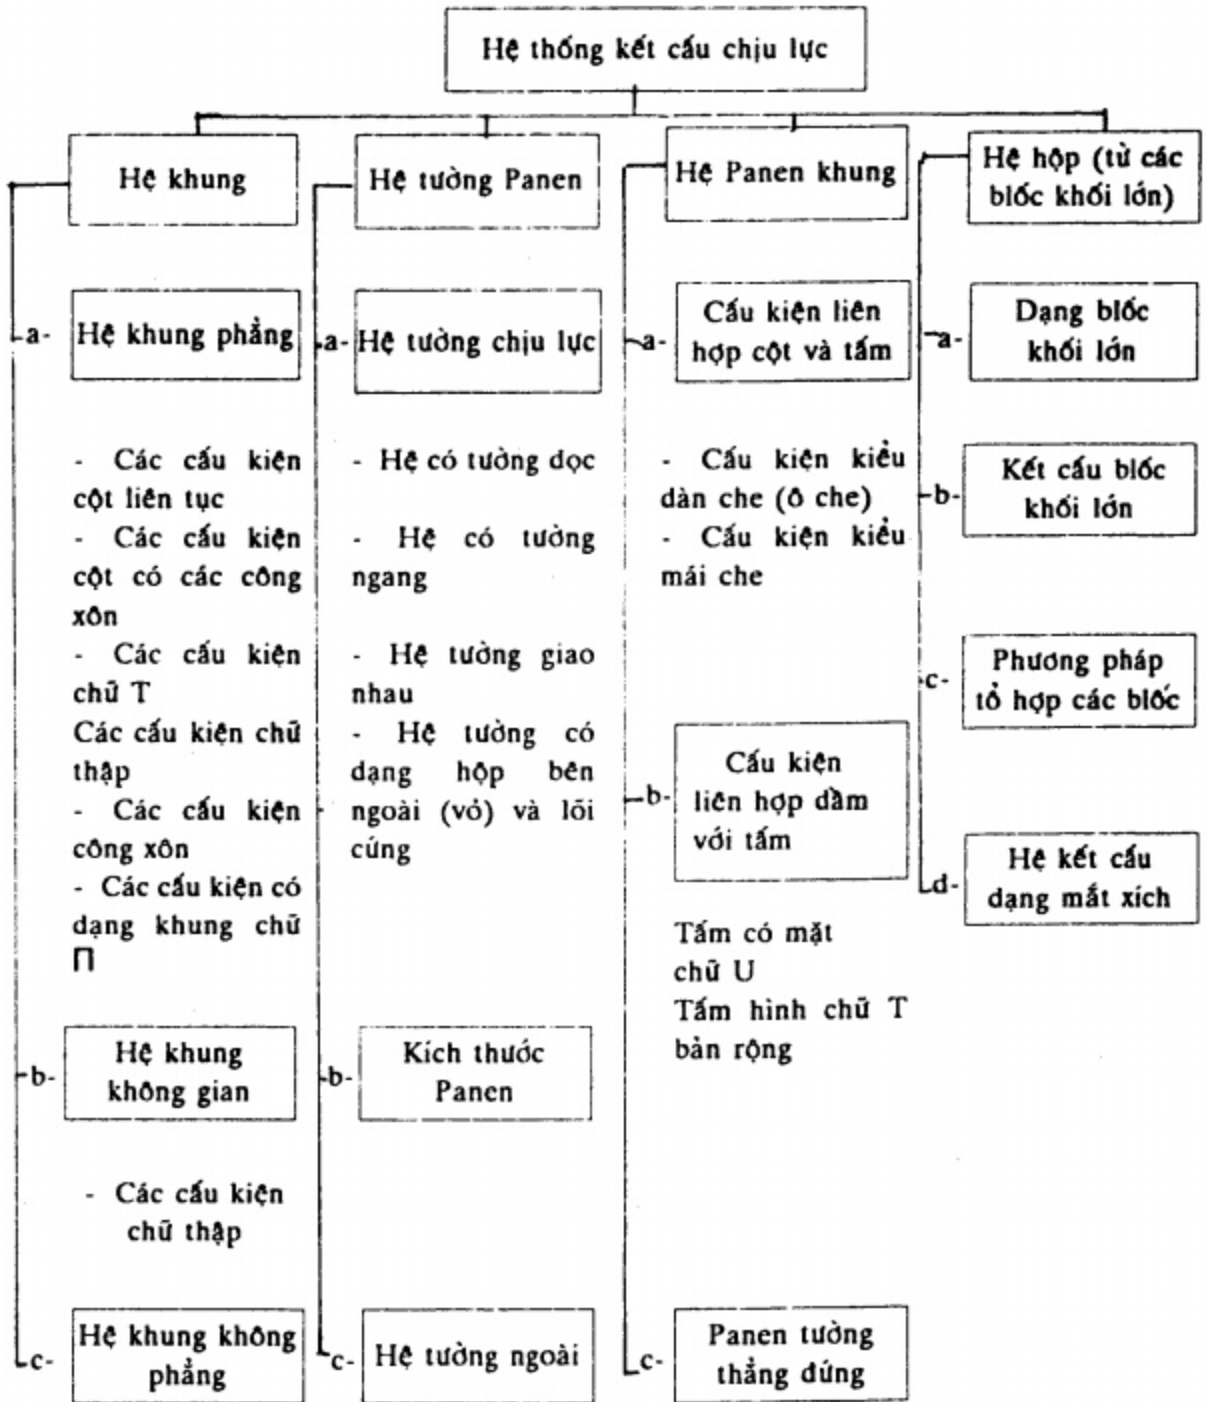 Hệ thống kết cấu chịu lực
Hệ khung
a-
Hệ khung phẳng
- Các cấu kiện
cột liên tục
- Các cấu kiện
cột có các công
xôn
- Các cấu kiện
chữ T
Các cấu kiện chữ
thập
- Các cấu kiện
công xôn
- Các cấu kiện có
dạng khung chữ
Π
b-
Hệ khung
không gian
- Các cấu kiện
chữ thập
c-
Hệ khung không
phẳng
Hệ tường Panen
a-
Hệ tường chịu lực
- Hệ có tường dọc
- Hệ có tường
ngang
- Hệ tường giao
nhau
- Hệ tường có
dạng hộp bên
ngoài (vỏ) và lõi
cứng
b-
Kích thước
Panen
c-
Hệ tường ngoài
Hệ Panen khung
a-
Cấu kiện liên
hợp cột và tấm
- Cấu kiện kiểu
dàn che (ô che)
- Cấu kiện kiểu
mái che
b-
Cấu kiện
liên hợp dầm
với tấm
Tấm có mặt
chữ U
Tấm hình chữ T
bản rộng
c-
Panen tường
thẳng đứng
Hệ hộp (từ các
blốc khối lớn)
a-
Dạng blốc
khối lớn
b-
Kết cấu blốc
khối lớn
c-
Phương pháp
tổ hợp các blốc
d-
Hệ kết cấu
dạng mắt xích